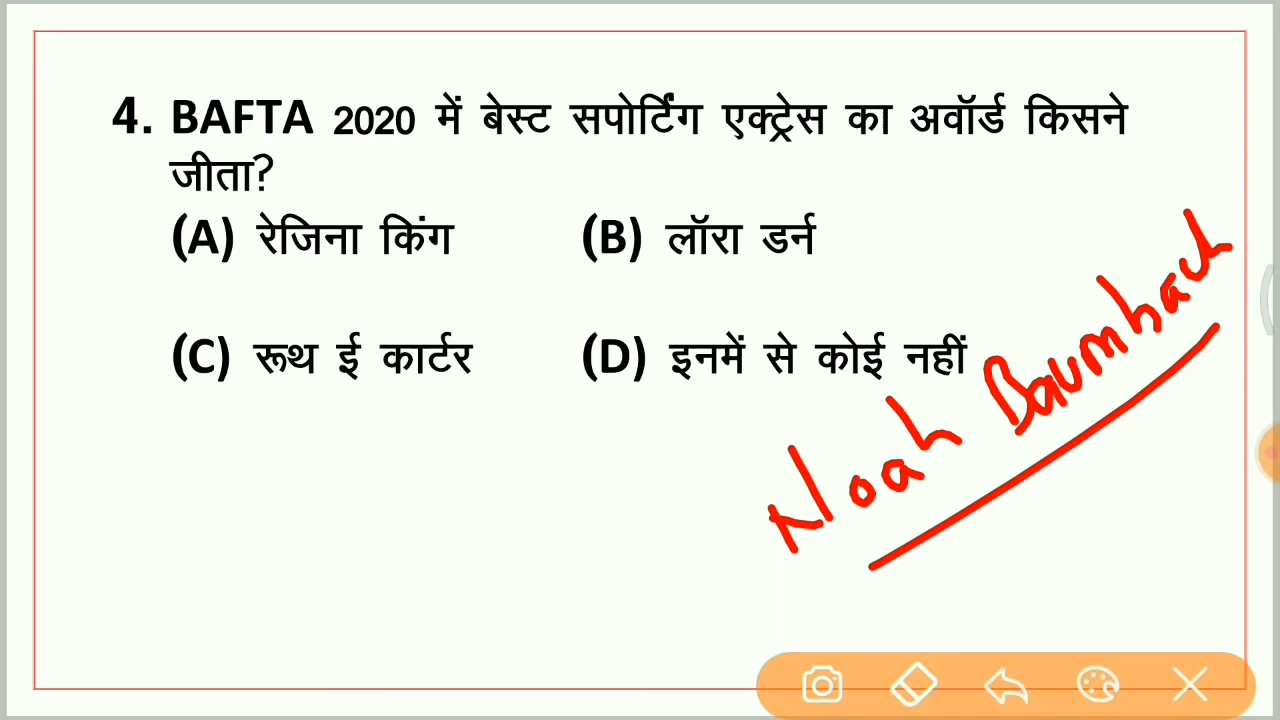 4. BAFTA 2020 में बेस्ट सपोर्टिंग एक्ट्रेस का अवॉर्ड किसने
जीता?
(A) रेजिना किंग (B) लॉरा डर्न
(C) रूथ ई कार्टर (D) इनमें से कोई नहीं
Noah Baumbach